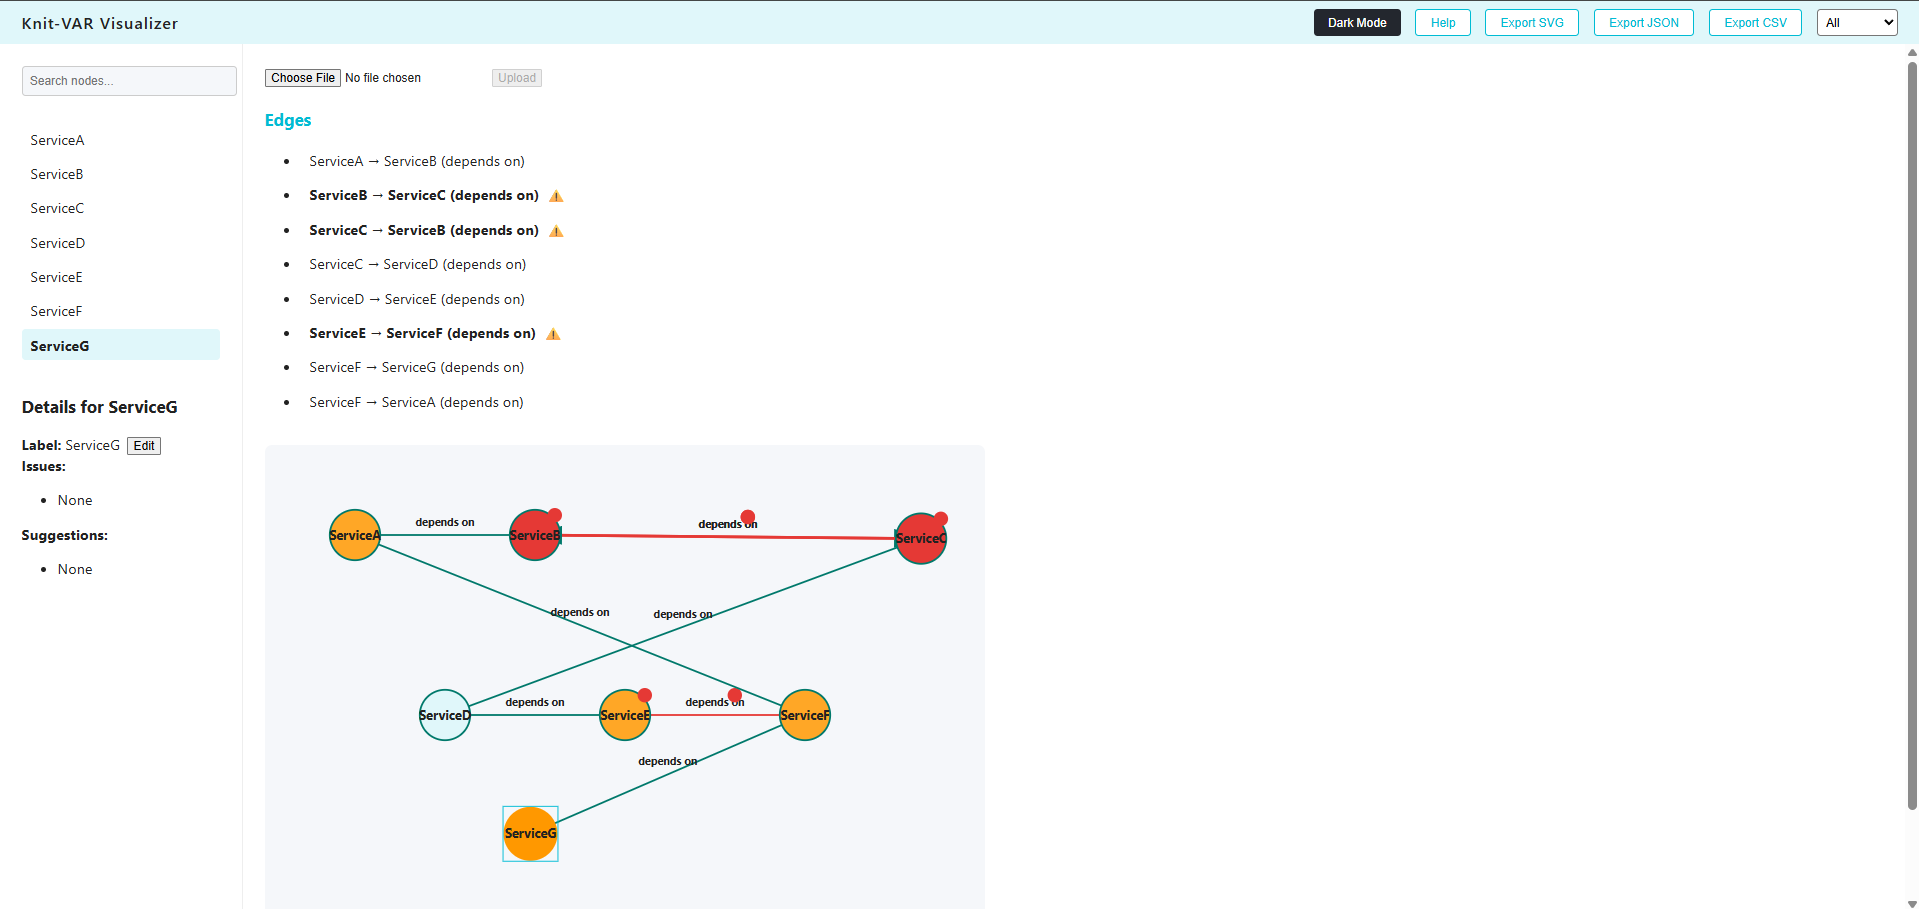 Knit-VAR Visualizer
Dark Mode
Help
Export SVG
Export JSON
Export CSV
All
Search nodes...
ServiceA
ServiceB
ServiceC
ServiceD
ServiceE
ServiceF
ServiceG
Details for ServiceG
Label: ServiceG Edit
Issues:
None
Suggestions:
None
Choose File No file chosen Upload
Edges
ServiceA → ServiceB (depends on)
ServiceB → ServiceC (depends on)
ServiceC → ServiceB (depends on)
ServiceC → ServiceD (depends on)
ServiceD → ServiceE (depends on)
ServiceE → ServiceF (depends on)
ServiceF → ServiceG (depends on)
ServiceF → ServiceA (depends on)
depends on
depends on
ServiceA
ServiceB
ServiceC
depends on
depends on
depends on
depends on
ServiceD
ServiceE
ServiceF
depends on
ServiceG